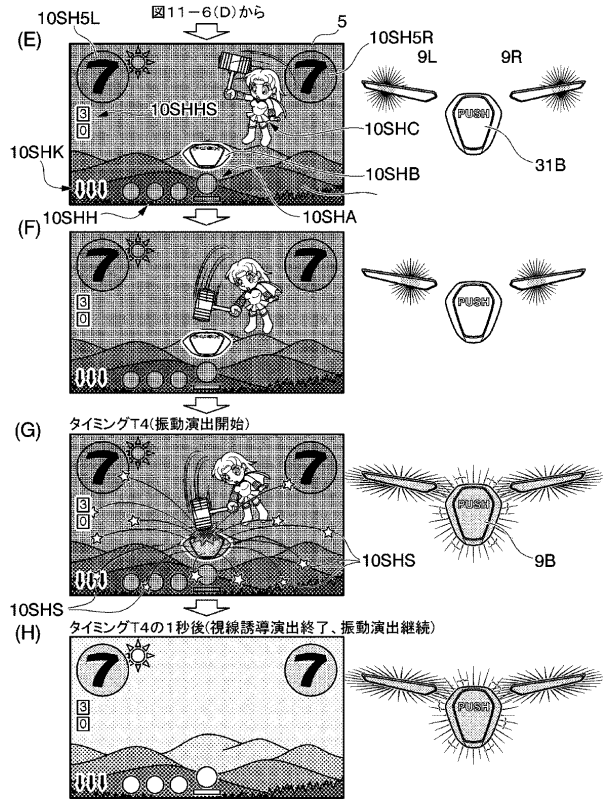 図11-6(D)から
(E)
10SH5L
5
10SH5R
9L
9R
7
7
3
0
10SHHS
10SHC
PUSH
31B
10SHK
10SHB
10SHH
10SHA
(F)
7
7
3
0
PUSH
タイミングT4(振動演出開始)
(G)
7
7
3
0
PUSH
9B
10SHS
10SHS
タイミングT4の1秒後(視線誘導演出終了、振動演出継続)
(H)
7
7
3
0
PUSH